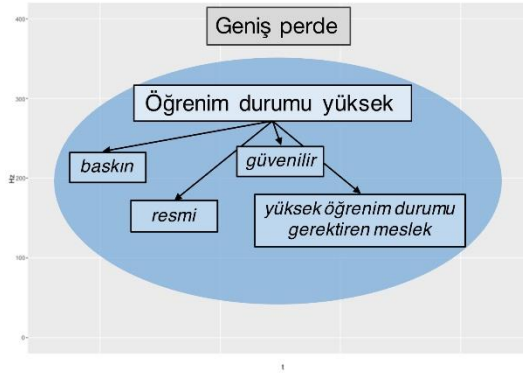 Geniş perde
400
Öğrenim durumu yüksek
300
baskın
güvenilir
Hz
200
resmi
yüksek öğrenim durumu
gerektiren meslek
100
0
t